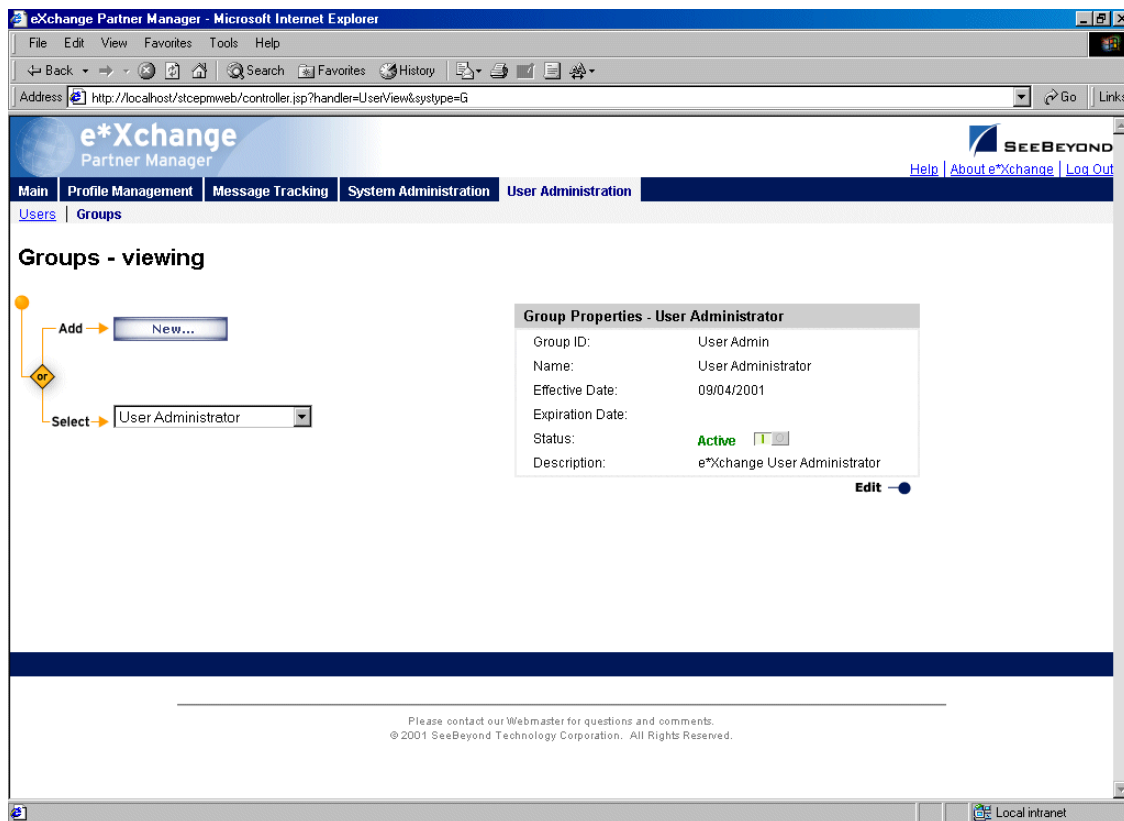 eXchange Partner Manager - Microsoft Internet Explorer
File Edit View Favorites Tools Help
Back Search Favorites History
Address http://localhost/stcepmweb/controller.jsp?handler=UserView&systype=G Go Links
e*Xchange
Partner Manager
SEEBEYOND
Help | About e*Xchange | Log Out
Main Profile Management Message Tracking System Administration User Administration
Users | Groups
Groups - viewing
Add New...
or
Select User Administrator
Group Properties - User Administrator
Group ID: User Admin
Name: User Administrator
Effective Date: 09/04/2001
Expiration Date:
Status: Active
Description: e*Xchange User Administrator
Edit
Please contact our Webmaster for questions and comments.
© 2001 SeeBeyond Technology Corporation. All Rights Reserved.
Local intranet